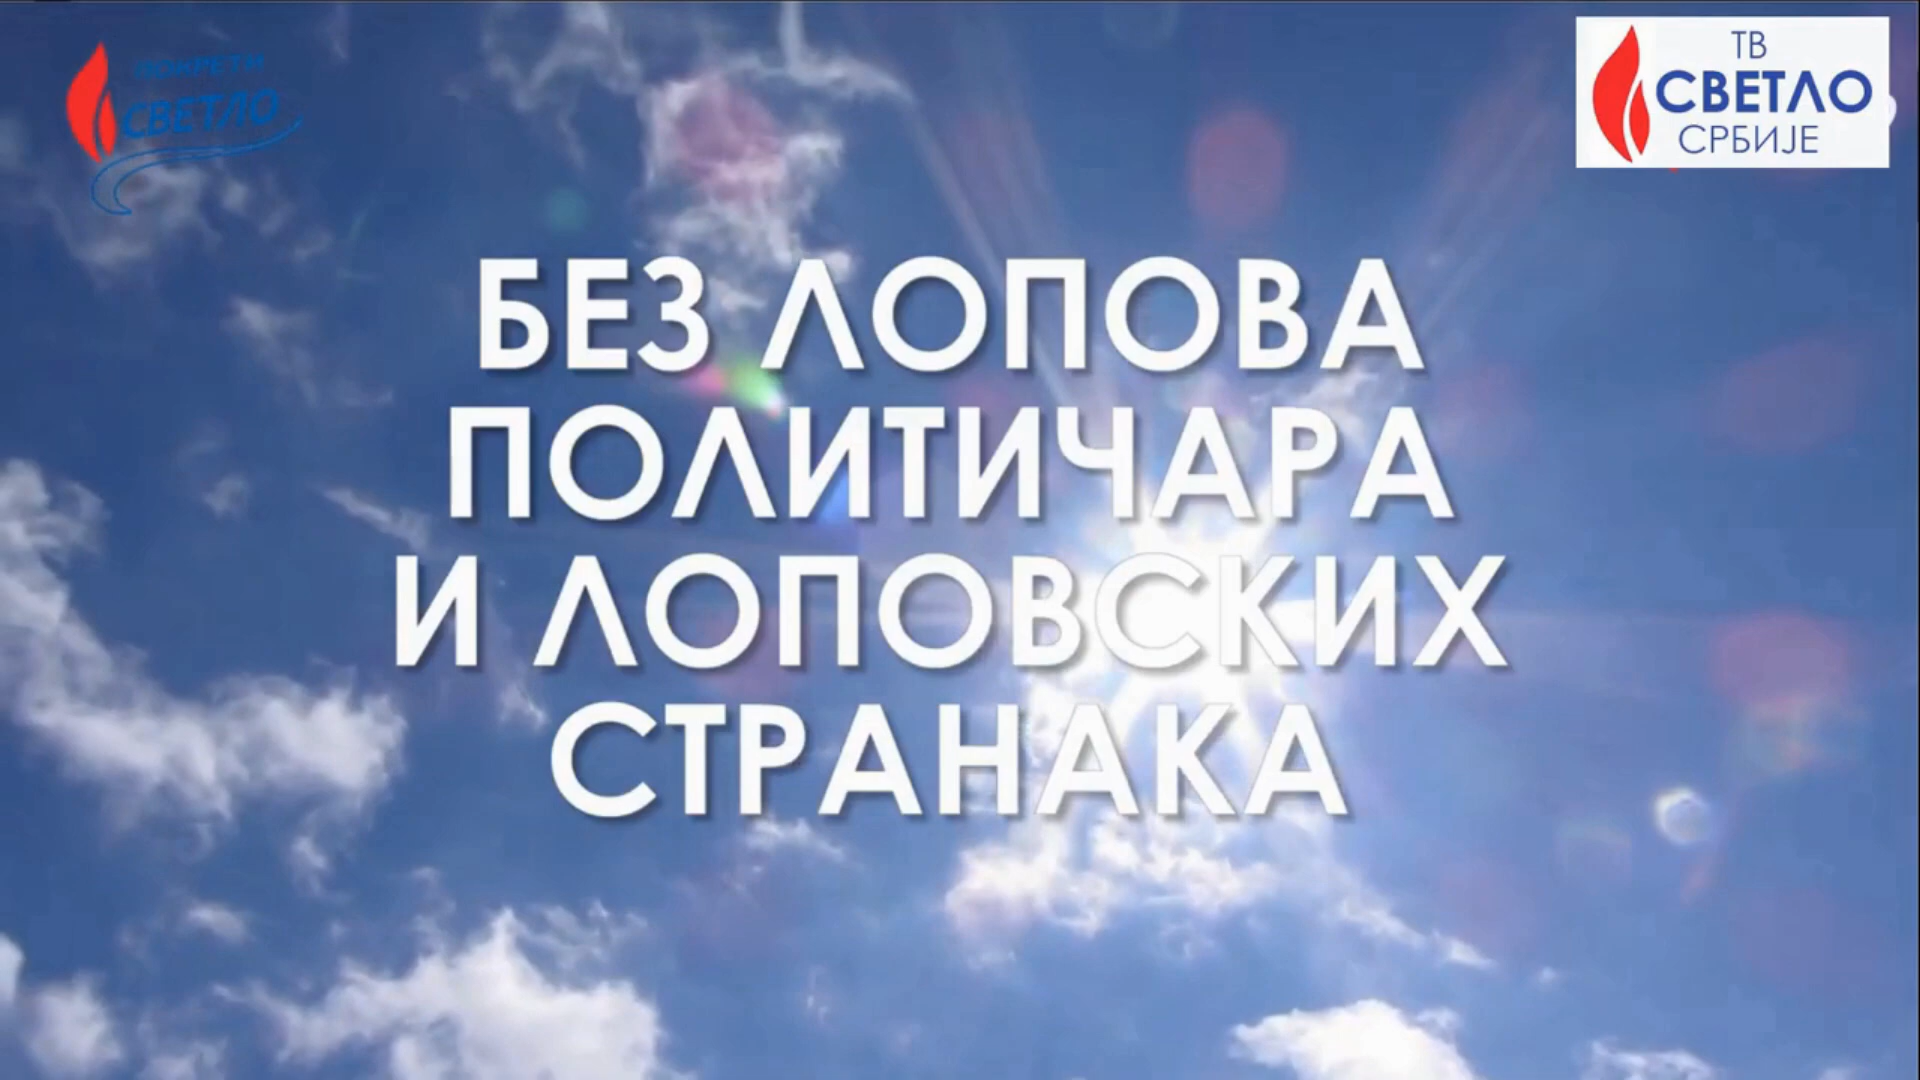 ПОКРЕТИ
СВЕТЛО
ТВ
СВЕТЛО
СРБИЈЕ
БЕЗ ЛОПОВА
ПОЛИТИЧАРА
И ЛОПОВСКИХ
СТРАНАКА